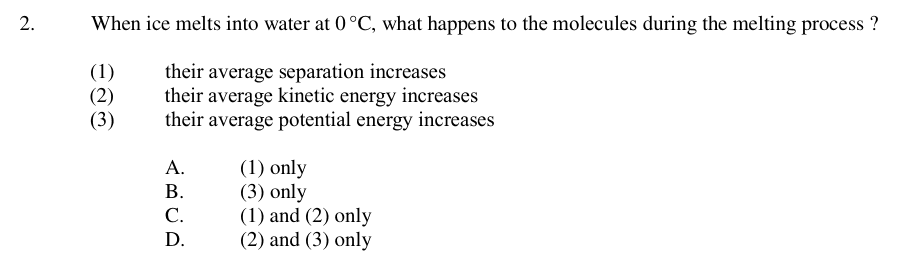 2. When ice melts into water at 0 °C, what happens to the molecules during the melting process ?
(1) their average separation increases
(2) their average kinetic energy increases
(3) their average potential energy increases
A. (1) only
B. (3) only
C. (1) and (2) only
D. (2) and (3) only